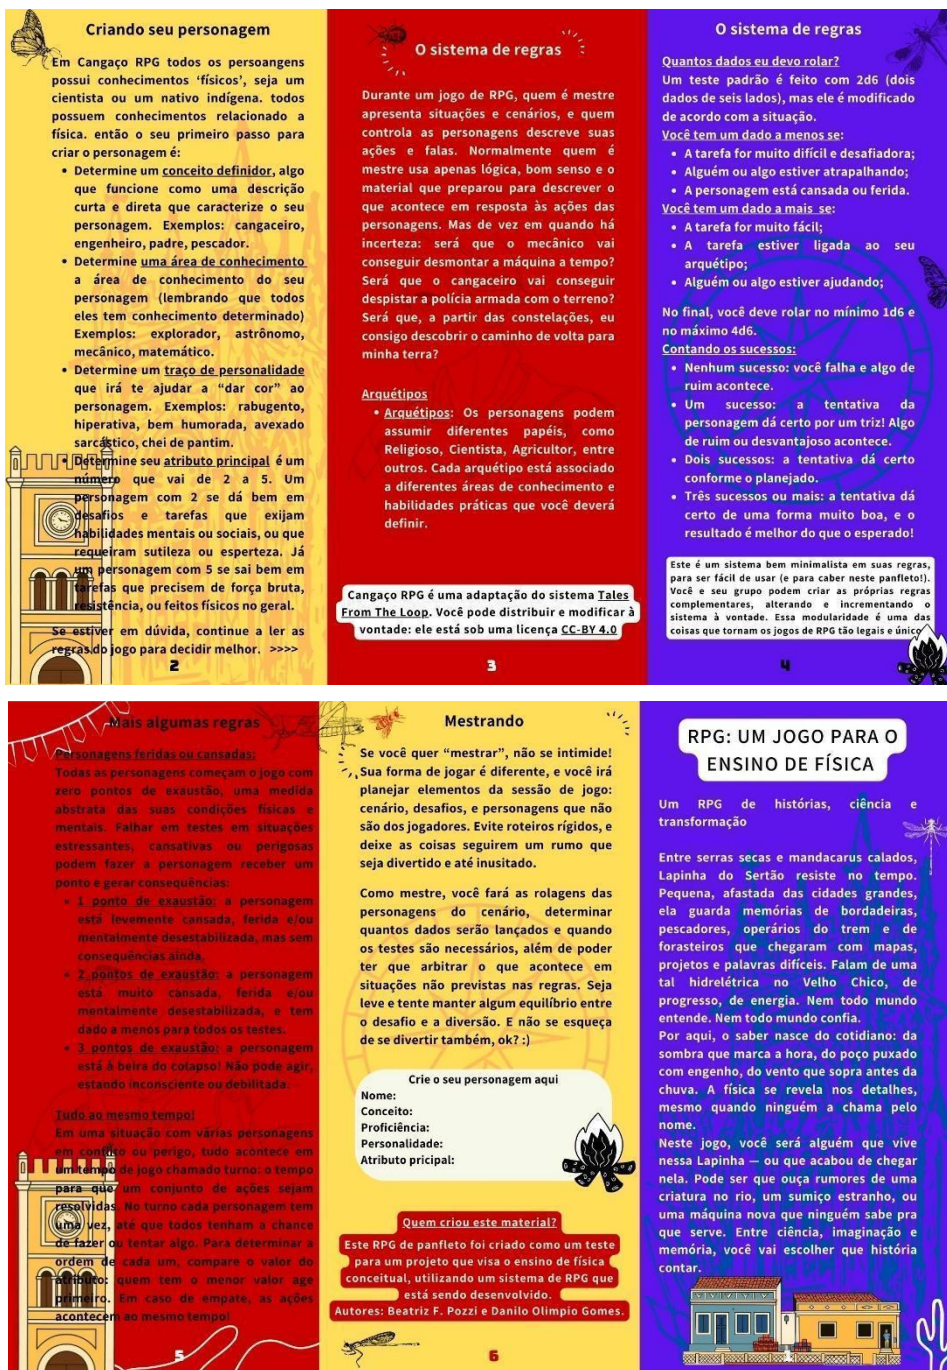 Criando seu personagem
Em Cangaço RPG todos os persoangens
possui conhecimentos ‘físicos’, seja um
cientista ou um nativo indígena. todos
possuem conhecimentos relacionado a
física. então o seu primeiro passo para
criar o personagem é:
• Determine um conceito definidor, algo
que funcione como uma descrição
curta e direta que caracterize o seu
personagem. Exemplos: cangaceiro,
engenheiro, padre, pescador.
• Determine uma área de conhecimento
a área de conhecimento do seu
personagem (lembrando que todos
eles tem conhecimento determinado)
Exemplos: explorador, astrônomo,
mecânico, matemático.
• Determine um traço de personalidade
que irá te ajudar a “dar cor” ao
personagem. Exemplos: rabugento,
hiperativa, bem humorada, avexado
sarcástico, chei de pantim.
• Determine seu atributo principal é um
número que vai de 2 a 5. Um
personagem com 2 se dá bem em
desafios e tarefas que exijam
habilidades mentais ou sociais, ou que
requeiram sutileza ou esperteza. Já
um personagem com 5 se sai bem em
tarefas que precisem de força bruta,
resistência, ou feitos físicos no geral.
Se estiver em dúvida, continue a ler as
regras do jogo para decidir melhor. >>>>
2
O sistema de regras
Durante um jogo de RPG, quem é mestre
apresenta situações e cenários, e quem
controla as personagens descreve suas
ações e falas. Normalmente quem é
mestre usa apenas lógica, bom senso e o
material que preparou para descrever o
que acontece em resposta às ações das
personagens. Mas de vez em quando há
incerteza: será que o mecânico vai
conseguir desmontar a máquina a tempo?
Será que o cangaceiro vai conseguir
despistar a polícia armada com o terreno?
Será que, a partir das constelações, eu
consigo descobrir o caminho de volta para
minha terra?
Arquétipos
• Arquétipos: Os personagens podem
assumir diferentes papéis, como
Religioso, Cientista, Agricultor, entre
outros. Cada arquétipo está associado
a diferentes áreas de conhecimento e
habilidades práticas que você deverá
definir.
Cangaço RPG é uma adaptação do sistema Tales
From The Loop. Você pode distribuir e modificar à
vontade: ele está sob uma licença CC-BY 4.0
3
O sistema de regras
Quantos dados eu devo rolar?
Um teste padrão é feito com 2d6 (dois
dados de seis lados), mas ele é modificado
de acordo com a situação.
Você tem um dado a menos se:
• A tarefa for muito difícil e desafiadora;
• Alguém ou algo estiver atrapalhando;
• A personagem está cansada ou ferida.
Você tem um dado a mais se:
• A tarefa for muito fácil;
• A tarefa estiver ligada ao seu
arquétipo;
• Alguém ou algo estiver ajudando;
No final, você deve rolar no mínimo 1d6 e
no máximo 4d6.
Contando os sucessos:
• Nenhum sucesso: você falha e algo de
ruim acontece.
• Um sucesso: a tentativa da
personagem dá certo por um triz! Algo
de ruim ou desvantajoso acontece.
• Dois sucessos: a tentativa dá certo
conforme o planejado.
• Três sucessos ou mais: a tentativa dá
certo de uma forma muito boa, e o
resultado é melhor do que o esperado!
Este é um sistema bem minimalista em suas regras,
para ser fácil de usar (e para caber neste panfleto!).
Você e seu grupo podem criar as próprias regras
complementares, alterando e incrementando o
sistema à vontade. Essa modularidade é uma das
coisas que tornam os jogos de RPG tão legais e único
4
Mais algumas regras
Personagens feridas ou cansadas:
Todas as personagens começam o jogo com
zero pontos de exaustão, uma medida
abstrata das suas condições físicas e
mentais. Falhar em testes em situações
estressantes, cansativas ou perigosas
podem fazer a personagem receber um
ponto e gerar consequências:
• 1 ponto de exaustão: a personagem
está levemente cansada, ferida e/ou
mentalmente desestabilizada, mas sem
consequências ainda.
• 2 pontos de exaustão: a personagem
está muito cansada, ferida e/ou
mentalmente desestabilizada, e tem
dado a menos para todos os testes.
• 3 pontos de exaustão: a personagem
está à beira do colapso! Não pode agir,
estando inconsciente ou debilitada.
Tudo ao mesmo tempo!
Em uma situação com várias personagens
em conflito ou perigo, tudo acontece em
um tempo de jogo chamado turno: o tempo
para que um conjunto de ações sejam
resolvidas. No turno cada personagem tem
uma vez, até que todos tenham a chance
de fazer ou tentar algo. Para determinar a
ordem de cada um, compare o valor do
atributo: quem tem o menor valor age
primeiro. Em caso de empate, as ações
acontecem ao mesmo tempo!
5
Mestrando
Se você quer “mestrar”, não se intimide!
Sua forma de jogar é diferente, e você irá
planejar elementos da sessão de jogo:
cenário, desafios, e personagens que não
são dos jogadores. Evite roteiros rígidos, e
deixe as coisas seguirem um rumo que
seja divertido e até inusitado.
Como mestre, você fará as rolagens das
personagens do cenário, determinar
quantos dados serão lançados e quando
os testes são necessários, além de poder
ter que arbitrar o que acontece em
situações não previstas nas regras. Seja
leve e tente manter algum equilíbrio entre
o desafio e a diversão. E não se esqueça
de se divertir também, ok? :)
Crie o seu personagem aqui
Nome:
Conceito:
Proficiência:
Personalidade:
Atributo pricipal:
Quem criou este material?
Este RPG de panfleto foi criado como um teste
para um projeto que visa o ensino de física
conceitual, utilizando um sistema de RPG que
está sendo desenvolvido.
Autores: Beatriz F. Pozzi e Danilo Olimpio Gomes.
6
RPG: UM JOGO PARA O
ENSINO DE FÍSICA
Um RPG de histórias, ciência e
transformação
Entre serras secas e mandacarus calados,
Lapinha do Sertão resiste no tempo.
Pequena, afastada das cidades grandes,
ela guarda memórias de bordadeiras,
pescadores, operários do trem e de
forasteiros que chegaram com mapas,
projetos e palavras difíceis. Falam de uma
tal hidrelétrica no Velho Chico, de
progresso, de energia. Nem todo mundo
entende. Nem todo mundo confia.
Por aqui, o saber nasce do cotidiano: da
sombra que marca a hora, do poço puxado
com engenho, do vento que sopra antes da
chuva. A física se revela nos detalhes,
mesmo quando ninguém a chama pelo
nome.
Neste jogo, você será alguém que vive
nessa Lapinha — ou que acabou de chegar
nela. Pode ser que ouça rumores de uma
criatura no rio, um sumiço estranho, ou
uma máquina nova que ninguém sabe pra
que serve. Entre ciência, imaginação e
memória, você vai escolher que história
contar.